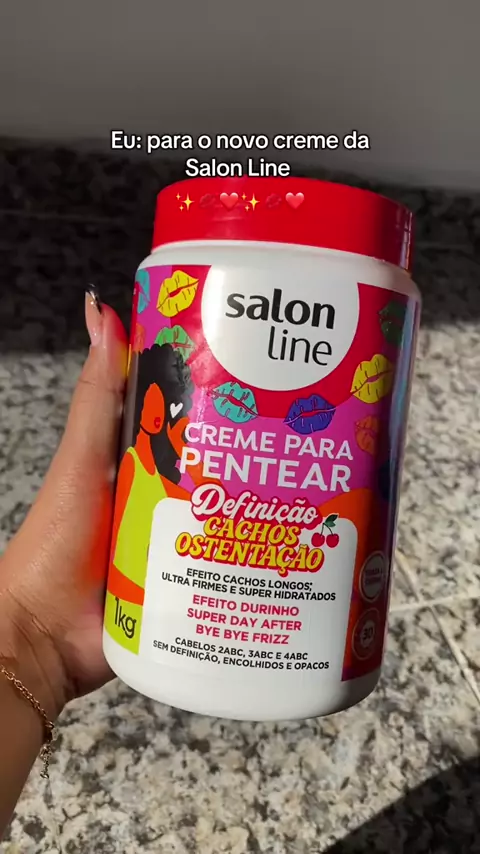 Eu: para o novo creme da
Salon Line
salon
line
CREME PARA
PENTEAR
Definição
CACHOS
OSTENTAÇÃO
EFEITO CACHOS LONGOS,
ULTRA FIRMES E SUPER HIDRATADOS
EFEITO DURINHO
SUPER DAY AFTER
BYE BYE FRIZZ
CABELOS 2ABC, 3ABC E 4ABC
SEM DEFINIÇÃO, ENCOLHIDOS E OPACOS
1kg
30